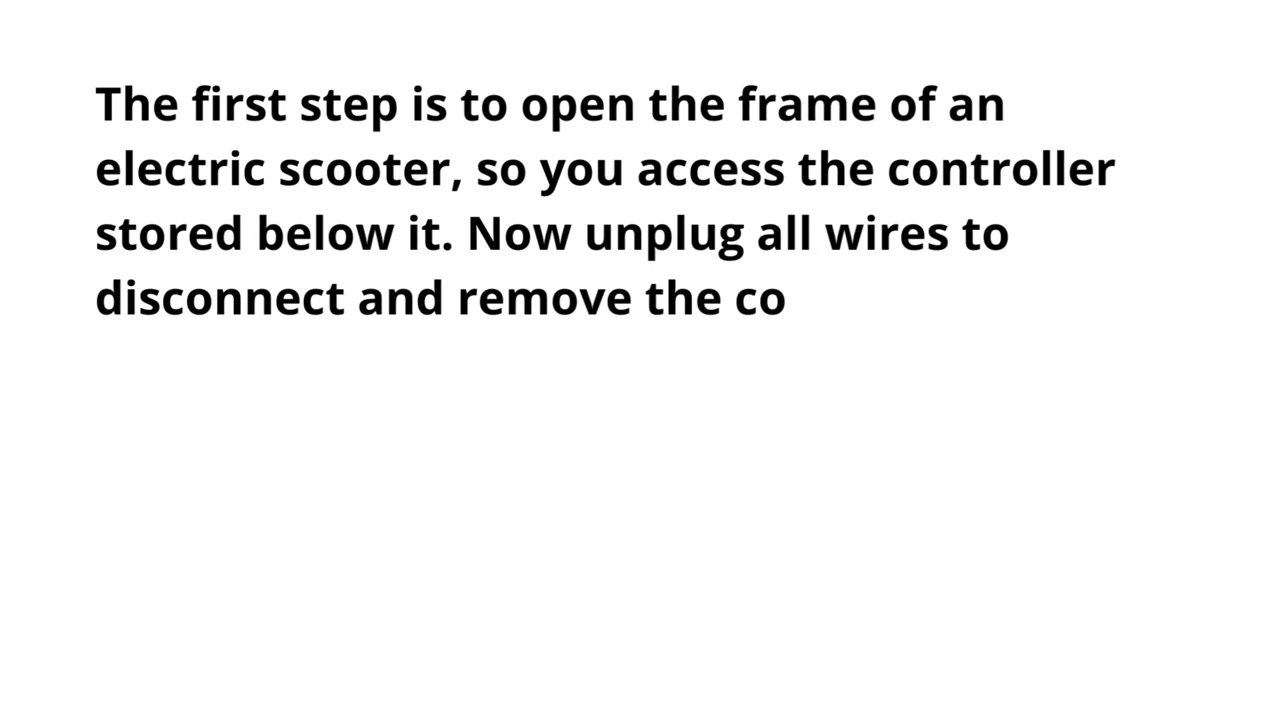 The first step is to open the frame of an
electric scooter, so you access the controller
stored below it. Now unplug all wires to
disconnect and remove the co